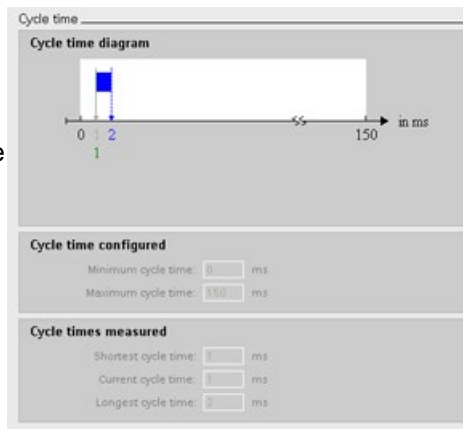 Cycle time
Cycle time diagram
in ms
0 1 2 150
1
e
Cycle time configured
Minimum cycle time: 0 ms
Maximum cycle time: 150 ms
Cycle times measured
Shortest cycle time: 1 ms
Current cycle time: 1 ms
Longest cycle time: 2 ms